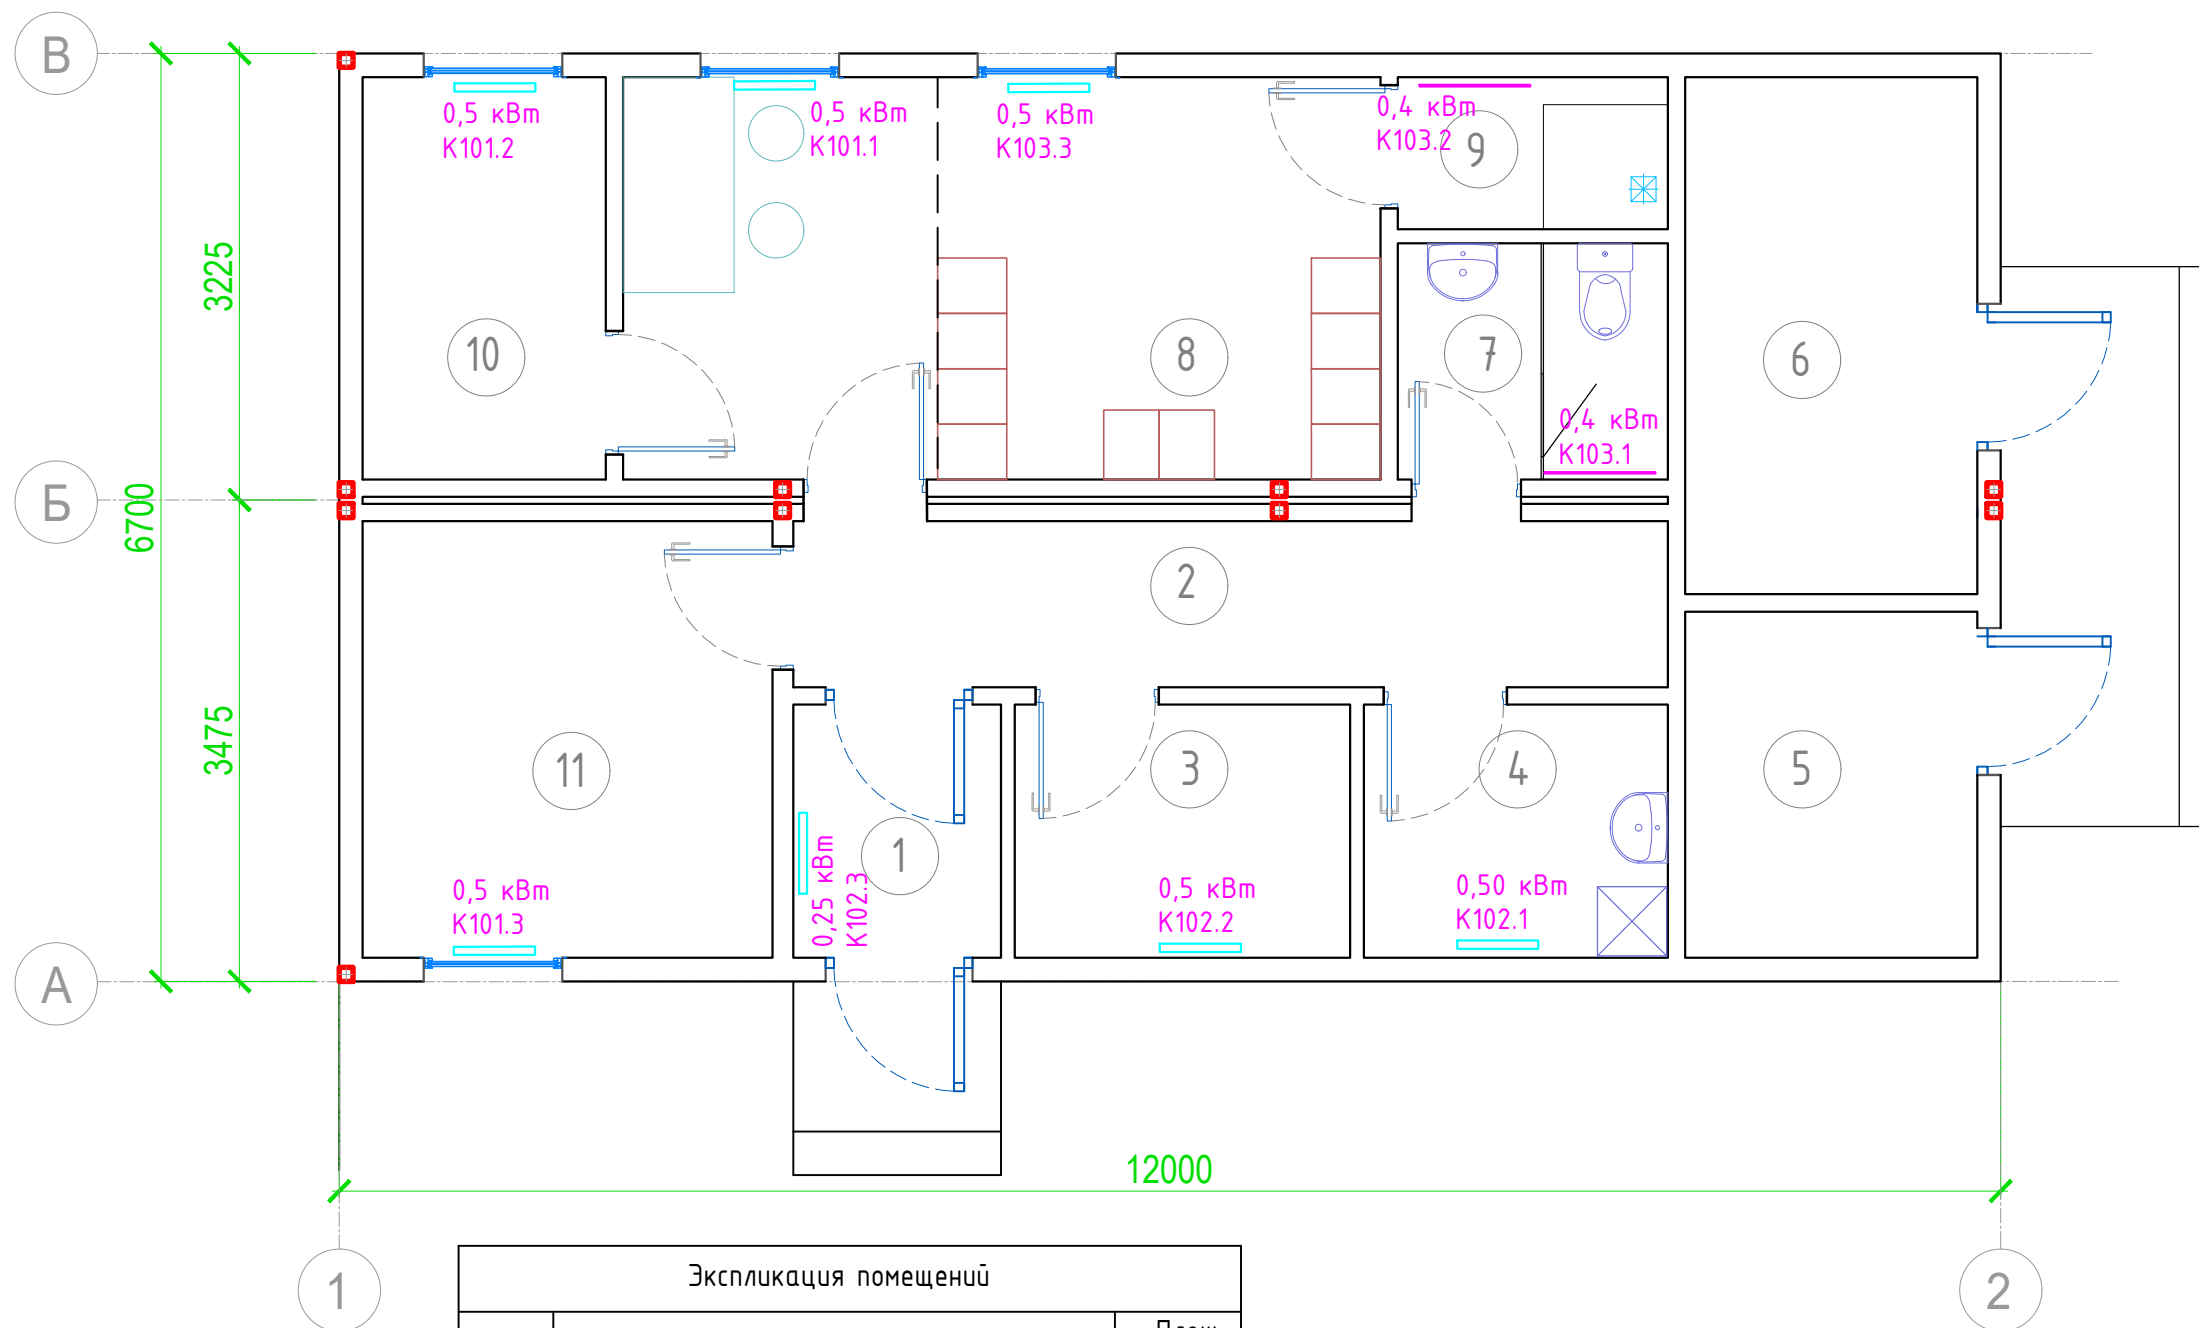 В
0,5 кВт
К101.2
0,5 кВт
К101.1
0,5 кВт
К103.3
0,4 кВт
К103.2
9
3225
10
8
7
6
0,4 кВт
К103.1
Б
6700
2
3475
11
3
4
5
1
0,25 кВт
К102.3
0,5 кВт
К101.3
0,5 кВт
К102.2
0,50 кВт
К102.1
А
12000
1
2
Экспликация помещений